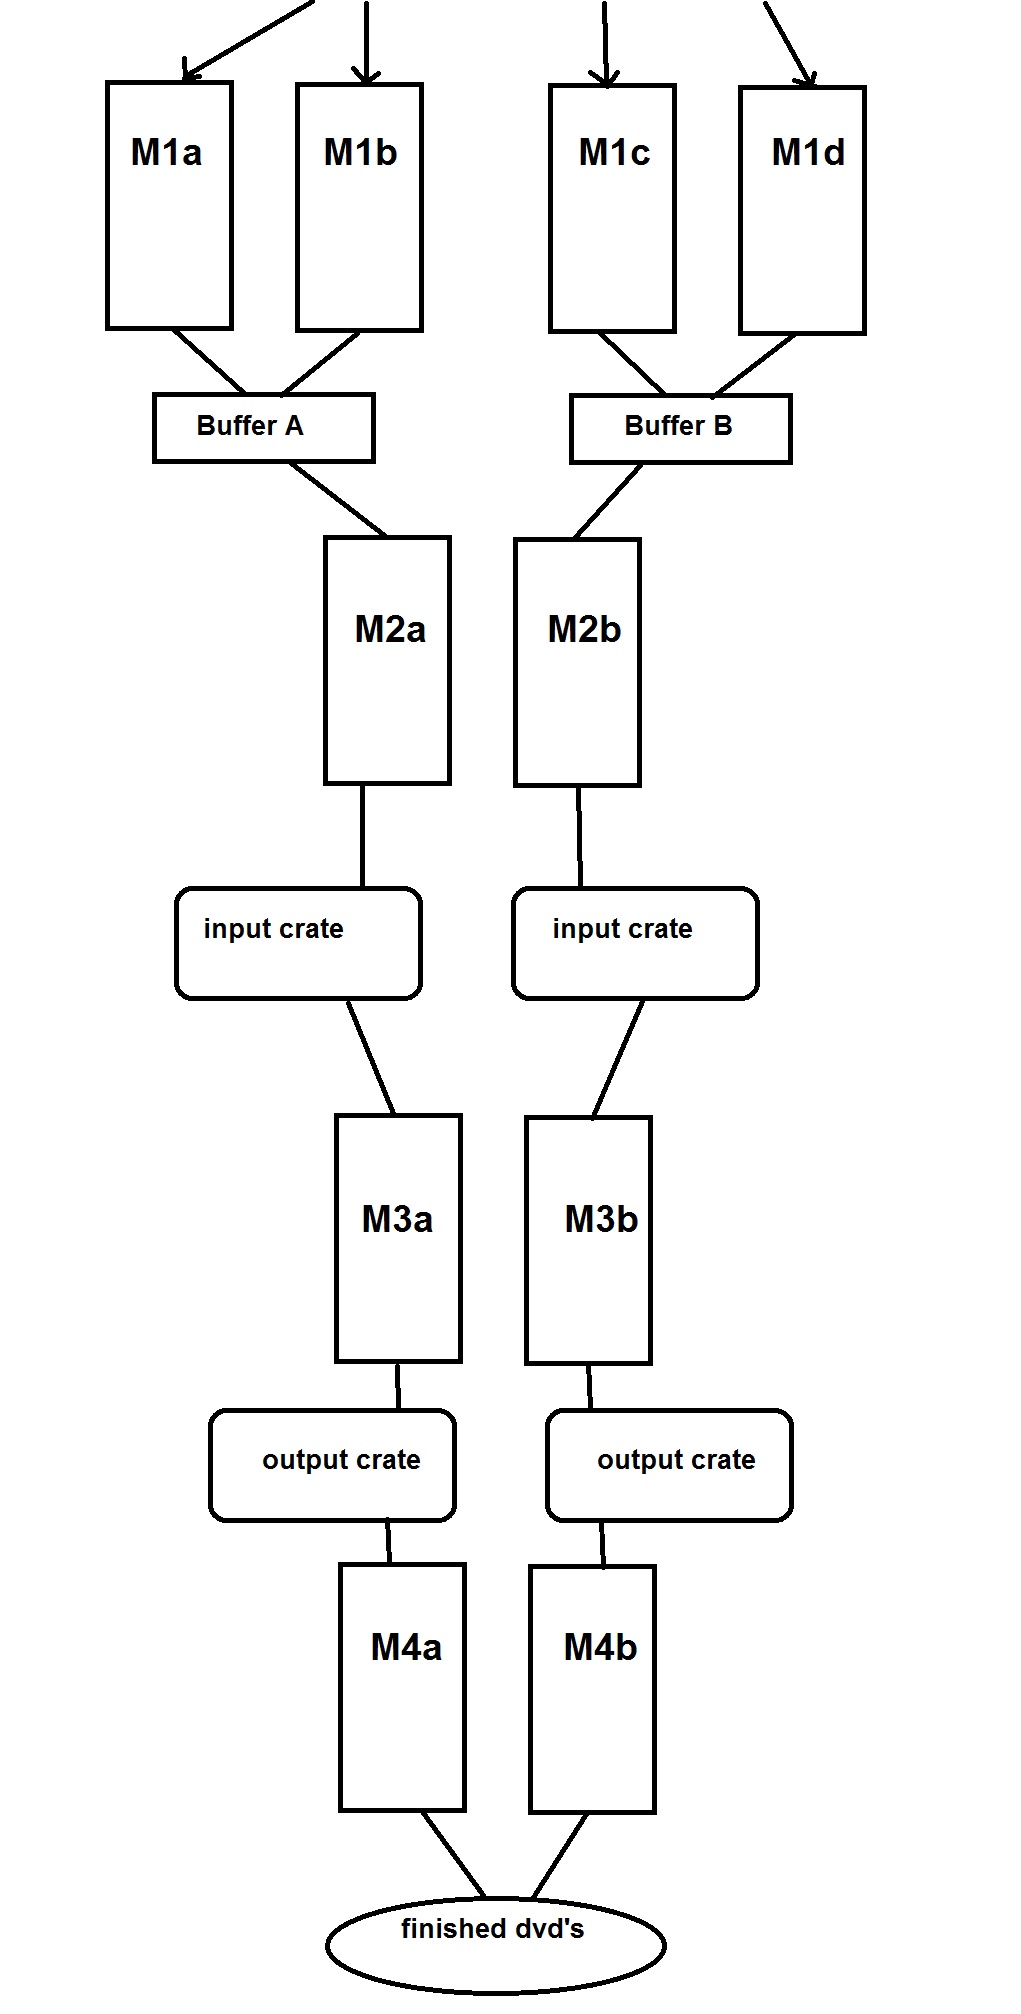 M1a
M1b
M1c
M1d
Buffer A
Buffer B
M2a
M2b
input crate
input crate
M3a
M3b
output crate
output crate
M4a
M4b
finished dvd's